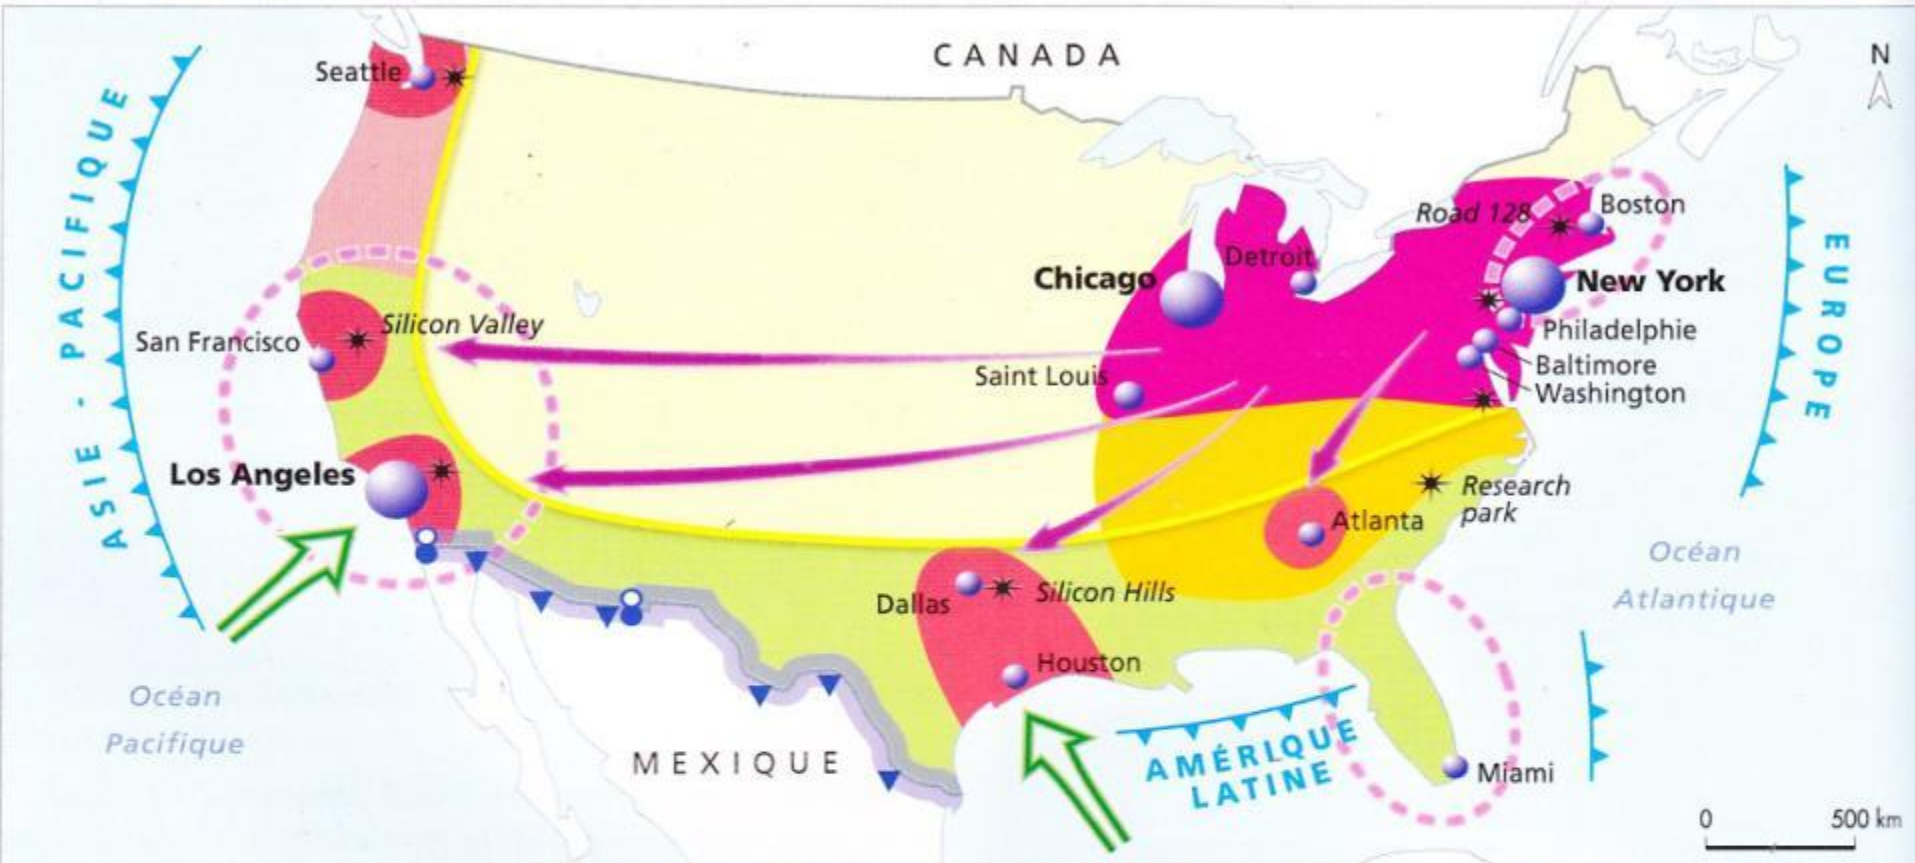 CANADA
N
Seattle
ASIE - PACIFIQUE
Road 128
Boston
EUROPE
Chicago
Detroit
New York
San Francisco
Silicon Valley
Philadelphie
Saint Louis
Baltimore
Washington
Los Angeles
Research
park
Atlanta
Océan
Atlantique
Dallas
Silicon Hills
Houston
Océan
Pacifique
MEXIQUE
AMÉRIQUE
LATINE
Miami
0 500 km